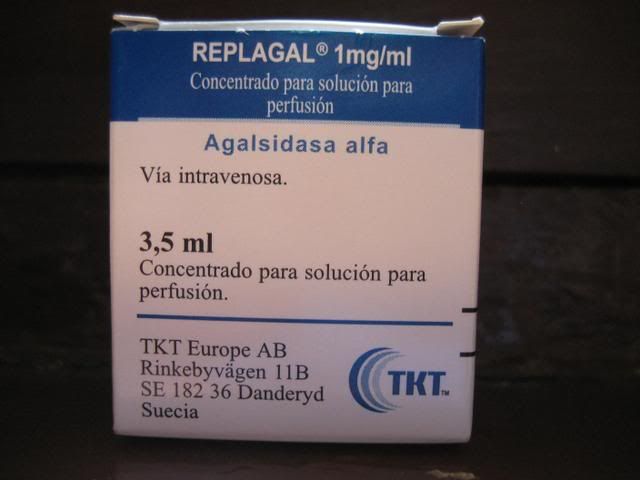 REPLAGAL® 1mg/ml
Concentrado para solución para
perfusión
Agalsidasa alfa
Vía intravenosa.
3,5 ml
Concentrado para solución para
perfusión.
TKT Europe AB
Rinkebyvägen 11B
SE 182 36 Danderyd
Suecia
TKT™